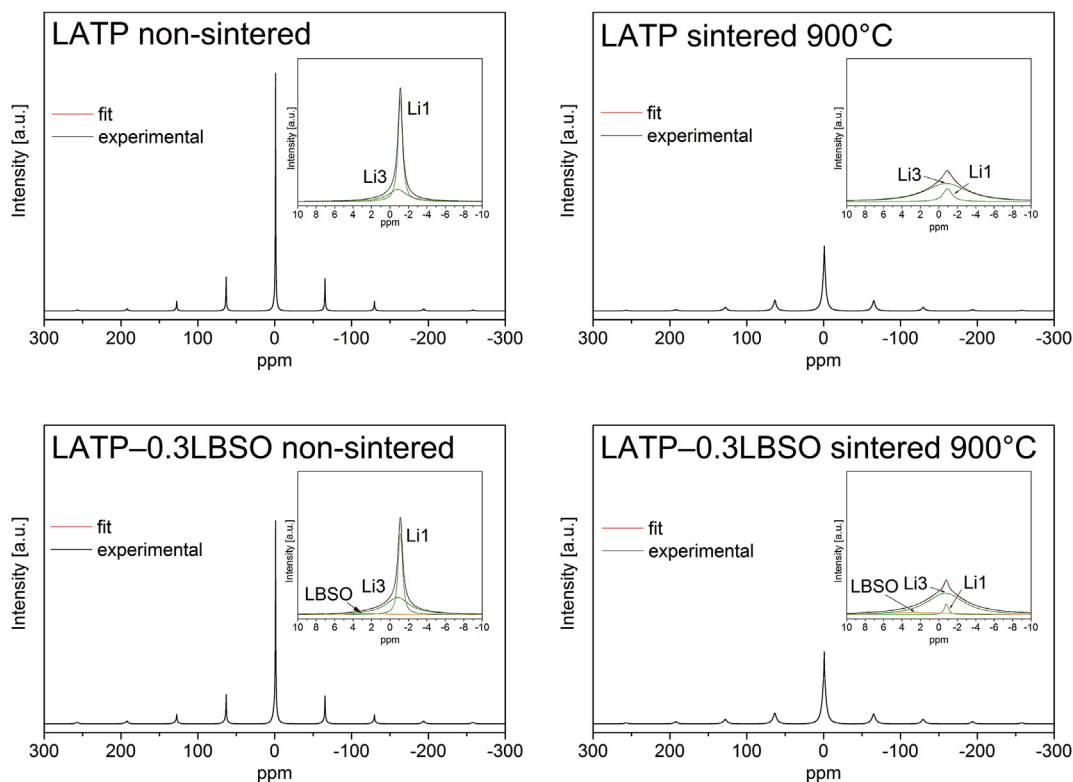 LATP non-sintered
fit
experimental
Intensity [a.u.]
300 200 100 0 -100 -200 -300
ppm
Intensity [a.u.]
Li1
Li3
10 8 6 4 2 0 -2 -4 -6 -8 -10
ppm
LATP sintered 900°C
fit
experimental
Intensity [a.u.]
300 200 100 0 -100 -200 -300
ppm
Intensity [a.u.]
Li3
Li1
10 8 6 4 2 0 -2 -4 -6 -8 -10
ppm
LATP–0.3LBSO non-sintered
fit
experimental
Intensity [a.u.]
300 200 100 0 -100 -200 -300
ppm
Intensity [a.u.]
Li1
Li3
LBSO
10 8 6 4 2 0 -2 -4 -6 -8 -10
ppm
LATP–0.3LBSO sintered 900°C
fit
experimental
Intensity [a.u.]
300 200 100 0 -100 -200 -300
ppm
Intensity [a.u.]
LBSO Li3 Li1
10 8 6 4 2 0 -2 -4 -6 -8 -10
ppm